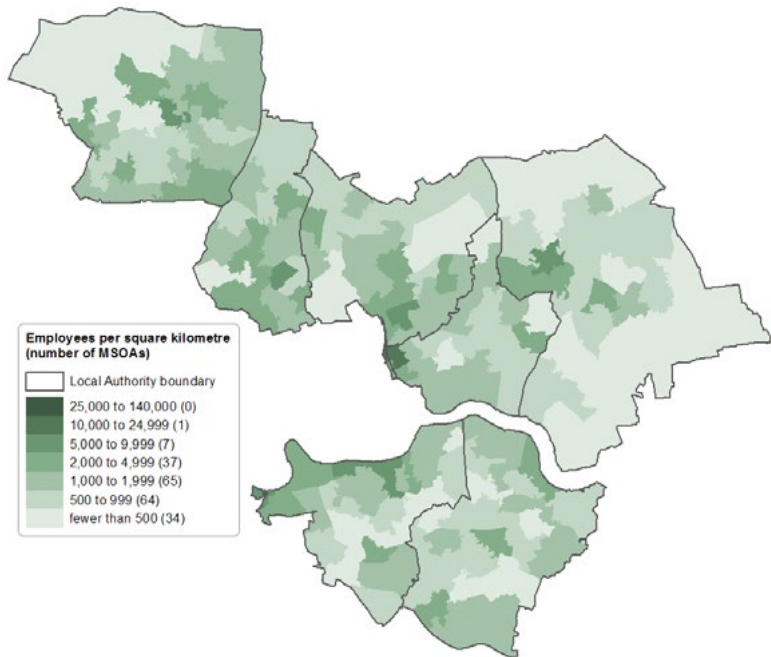 Employees per square kilometre
(number of MSOAs)
Local Authority boundary
25,000 to 140,000 (0)
10,000 to 24,999 (1)
5,000 to 9,999 (7)
2,000 to 4,999 (37)
1,000 to 1,999 (65)
500 to 999 (64)
fewer than 500 (34)